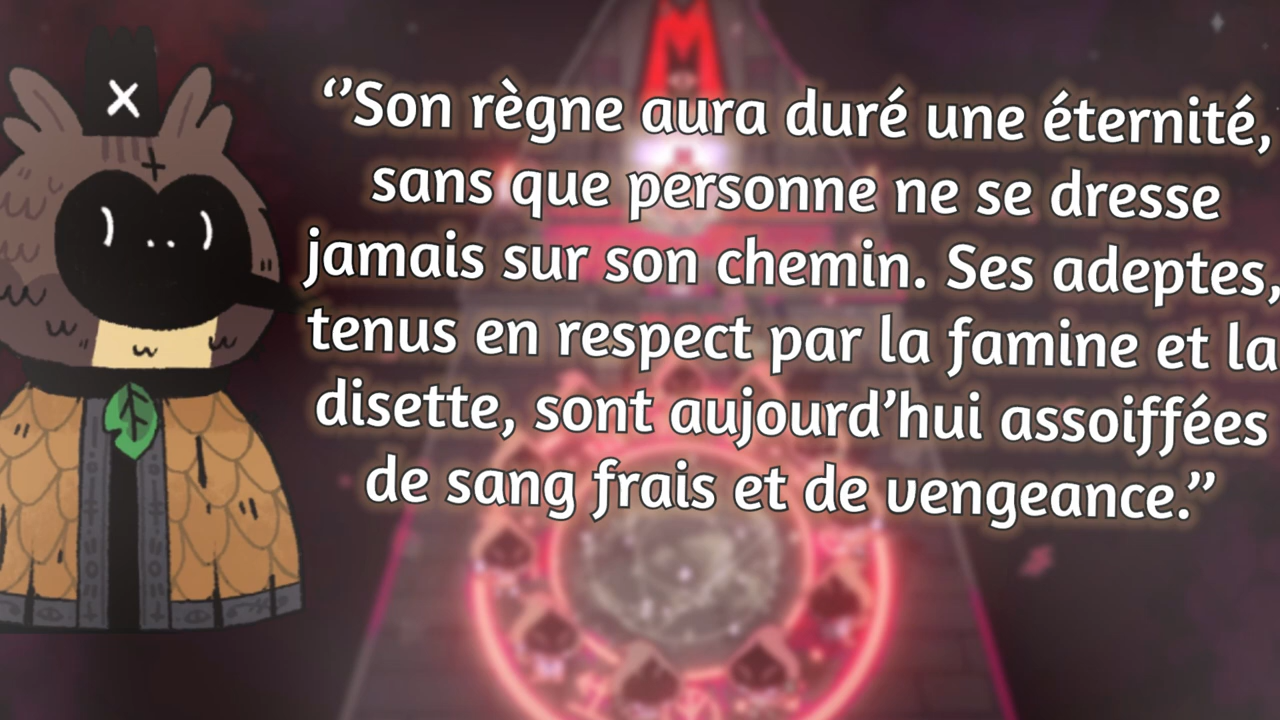 ‘’Son règne aura duré une éternité,
sans que personne ne se dresse
jamais sur son chemin. Ses adeptes,
tenus en respect par la famine et la
disette, sont aujourd’hui assoiffées
de sang frais et de vengeance.’’